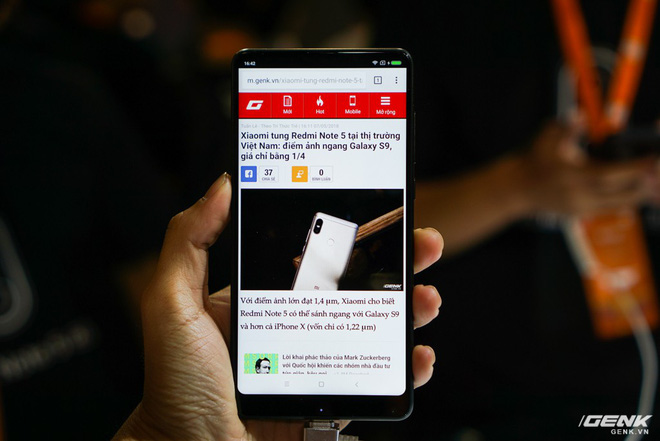 16:42
m.genk.vn/xiaomi-tung-redmi-note-5-t
1
Mới Hot Mobile Mở rộng
Xiaomi tung Redmi Note 5 tại thị trường
Việt Nam: điểm ảnh ngang Galaxy S9,
giá chỉ bằng 1/4
37
CHIA SẺ
0
BÌNH LUẬN
GENK
Với điểm ảnh lớn đạt 1,4 μm, Xiaomi cho biết
Redmi Note 5 có thể sánh ngang với Galaxy S9
và hơn cả iPhone X (vốn chỉ có 1,22 μm)
Lời khai phác thảo của Mark Zuckerberg
với Quốc hội khiến các nhóm nhà đầu tư
GENK
GENK.VN